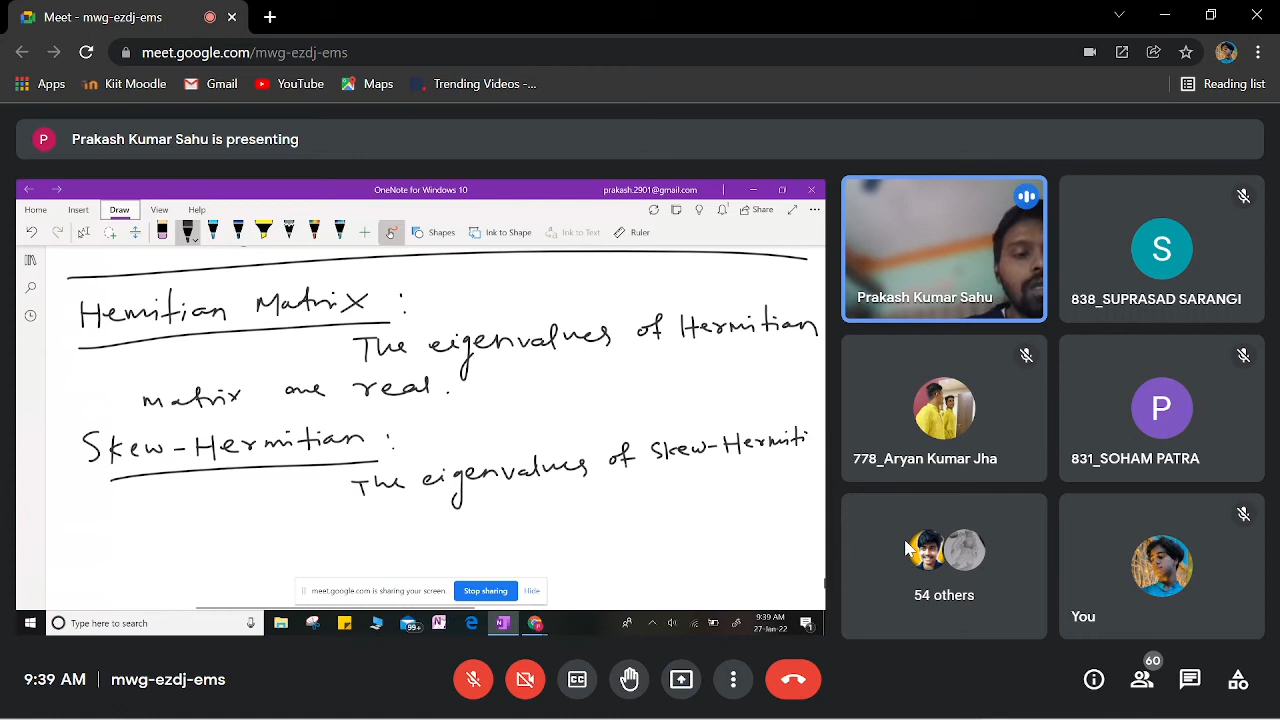 Meet - mwg-ezdj-ems
meet.google.com/mwg-ezdj-ems
Apps Kiit Moodle Gmail YouTube Maps Trending Videos -... Reading list
P Prakash Kumar Sahu is presenting
OneNote for Windows 10 prakash.2901@gmail.com
Home Insert Draw View Help Share
Shapes Ink to Shape Ink to Text Ruler
Hermitian Matrix :
The eigenvalues of Hermitian
matrix are real.
Skew-Hermitian :
The eigenvalues of Skew-Hermiti
meet.google.com is sharing your screen. Stop sharing Hide
Type here to search 99+ 9:39 AM
27-Jan-22
Prakash Kumar Sahu
S
838_SUPRASAD SARANGI
778_Aryan Kumar Jha
P
831_SOHAM PATRA
54 others
You
9:39 AM | mwg-ezdj-ems
CC
60